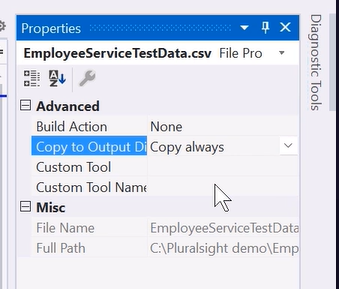 Properties
EmployeeServiceTestData.csv File Pro
Advanced
Build Action None
Copy to Output Di Copy always
Custom Tool
Custom Tool Name
Misc
File Name EmployeeServiceTestData
Full Path C:\Pluralsight demo\Emp
Diagnostic Tools